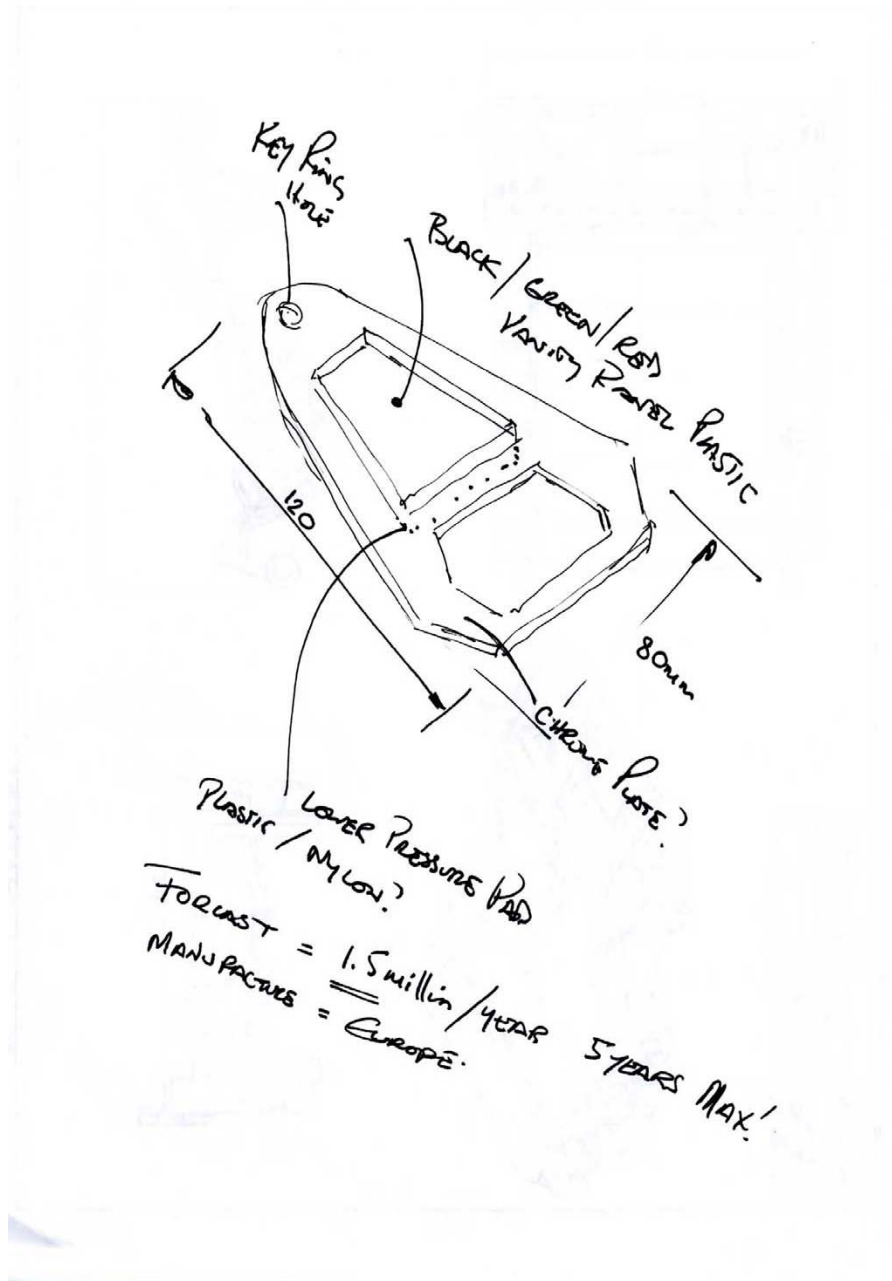 KEY RING
HOLE
BLACK / GREEN / RED
VANITY PANEL PLASTIC
120
80mm
CHROME PLATE?
LOWER PRESSURE PAD
PLASTIC / NYLON?
FORCAST = 1.5 millin / YEAR 5 YEARS MAX!
MANUFACTURE = EUROPE.